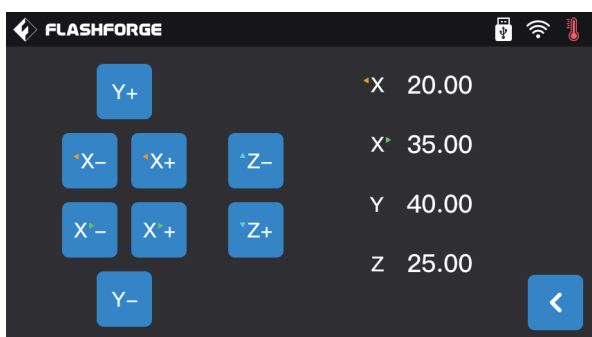 FLASHFORGE
Y+
X− X+ Z−
X− X+ Z+
Y−
X 20.00
X 35.00
Y 40.00
Z 25.00